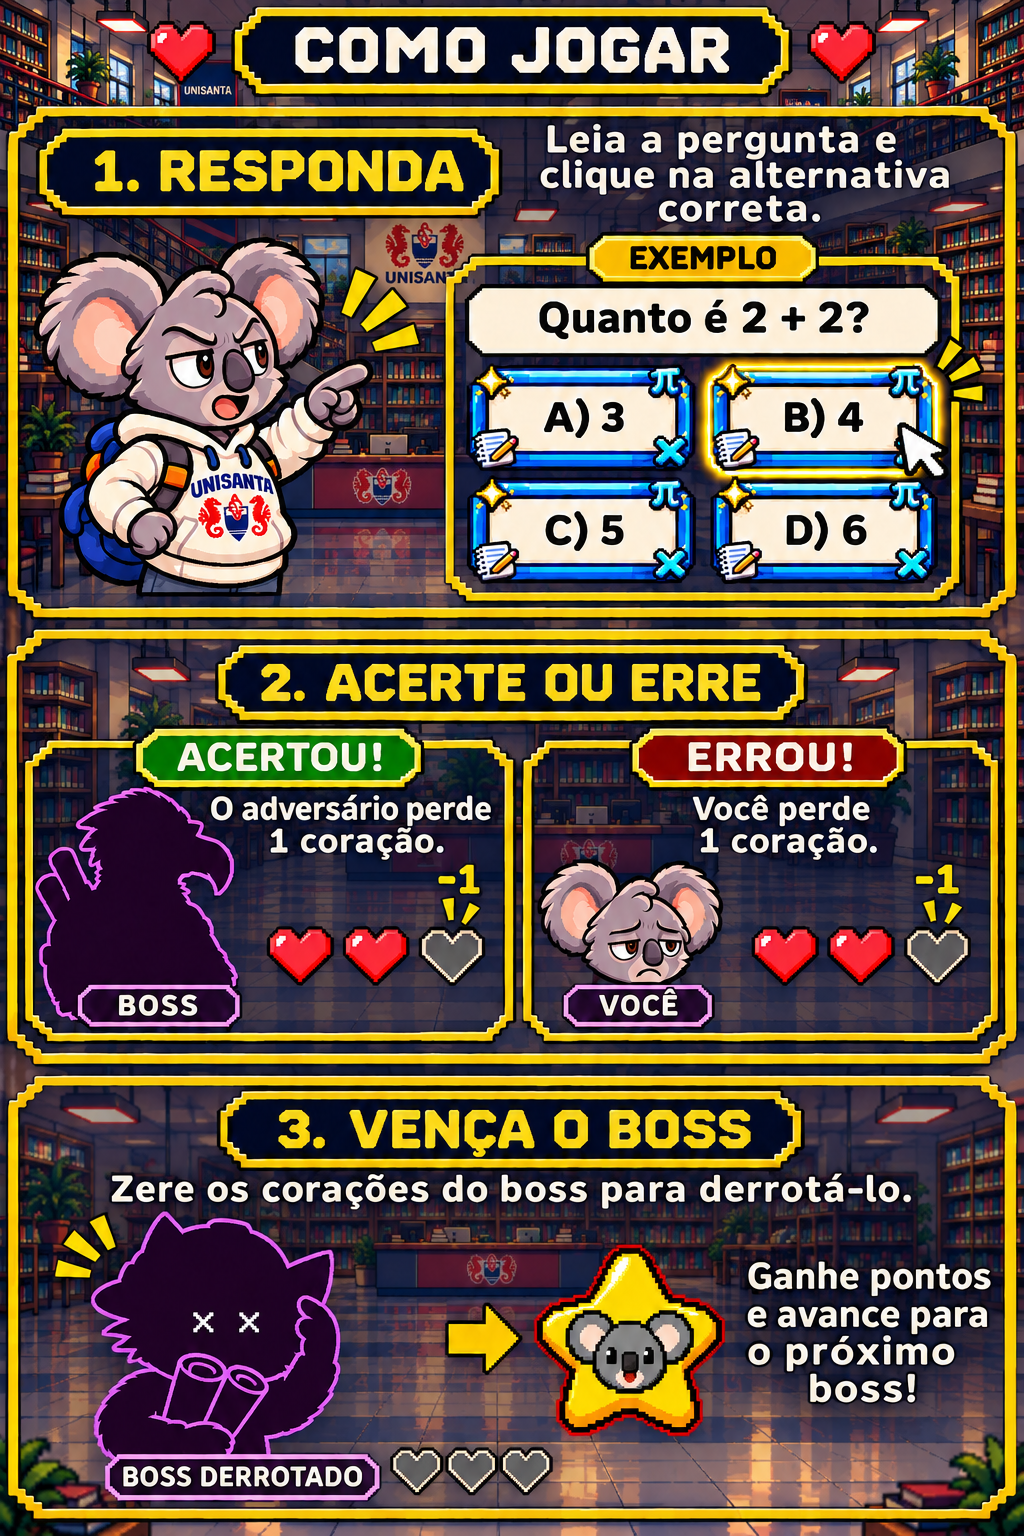 COMO JOGAR
UNISANTA
1. RESPONDA
Leia a pergunta e
clique na alternativa
correta.
UNISANTA
EXEMPLO
Quanto é 2 + 2?
A) 3
B) 4
C) 5
D) 6
UNISANTA
2. ACERTE OU ERRE
ACERTOU!
O adversário perde
1 coração.
-1
BOSS
ERROU!
Você perde
1 coração.
-1
VOCÊ
3. VENÇA O BOSS
Zere os corações do boss para derrotá-lo.
Ganhe pontos
e avance para
o próximo
boss!
BOSS DERROTADO